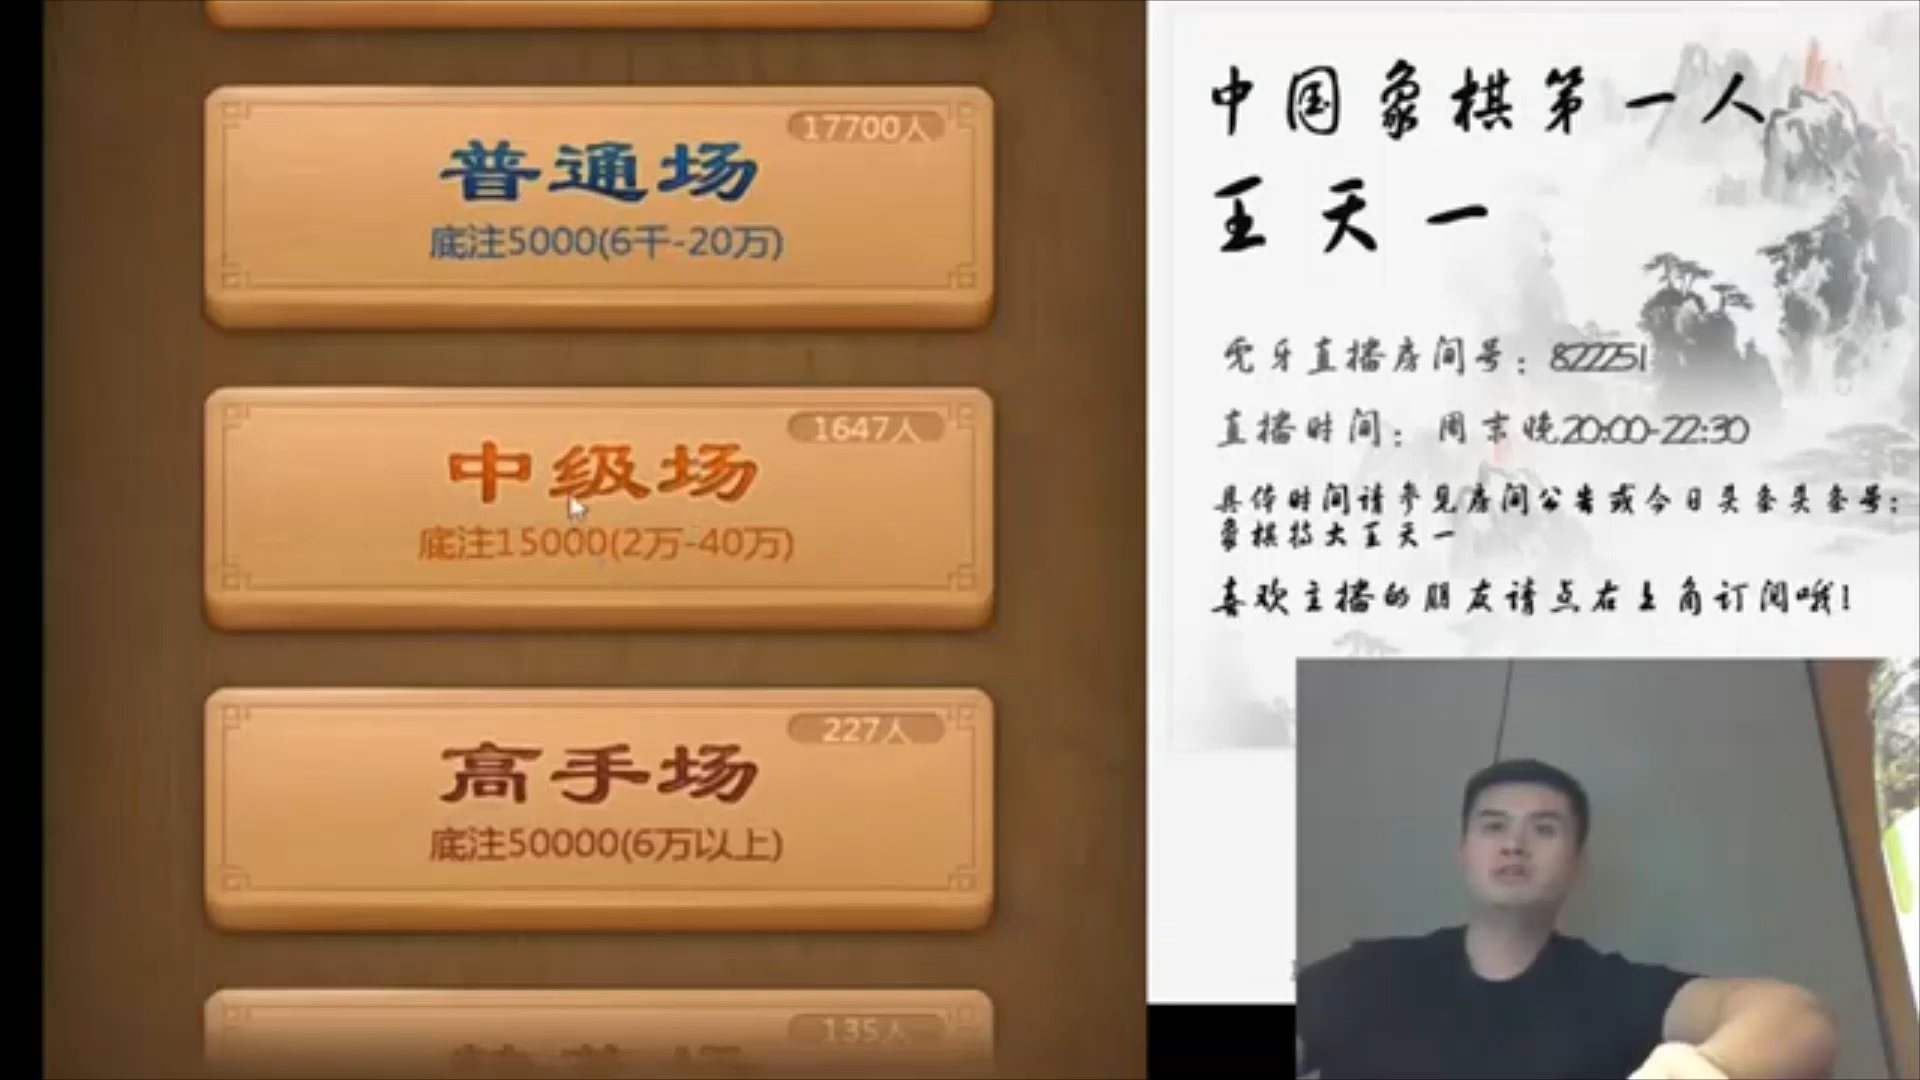 17700人
普通场
底注5000(6千-20万)
1647人
中级场
底注15000(2万-40万)
227人
高手场
底注50000(6万以上)
135人
中国象棋第一人
王天一
虎牙直播房间号：822251
直播时间：周末晚20:00-22:30
具体时间请参见房间公告或今日头条头条号：
象棋特大王天一
喜欢主播的朋友请点右上角订阅哦!